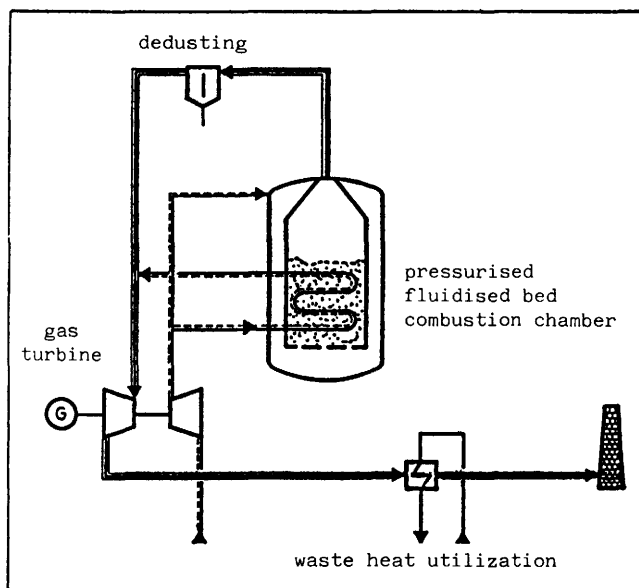 dedusting
pressurised
fluidised bed
combustion chamber
gas
turbine
G
waste heat utilization